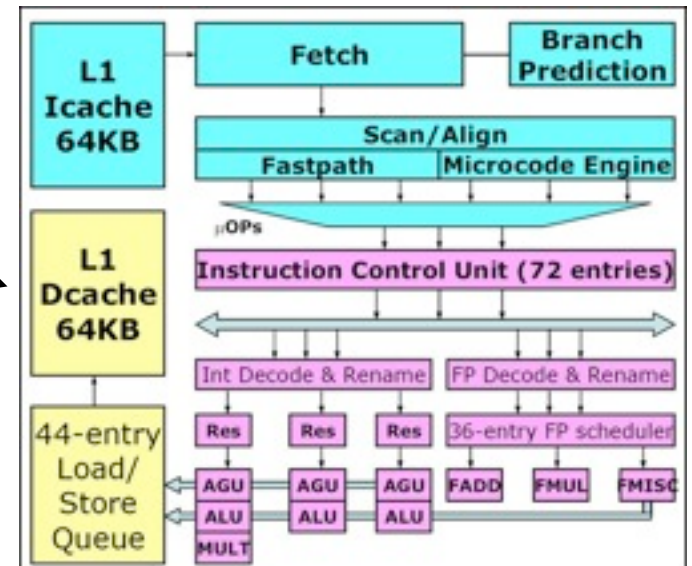 L1
Icache
64KB
Fetch
Branch
Prediction
Scan/Align
Fastpath
Microcode Engine
µOPs
L1
Dcache
64KB
Instruction Control Unit (72 entries)
Int Decode & Rename
FP Decode & Rename
44-entry
Load/
Store
Queue
Res
Res
Res
36-entry FP scheduler
AGU
AGU
AGU
FADD
FMUL
FMISC
ALU
ALU
ALU
MULT